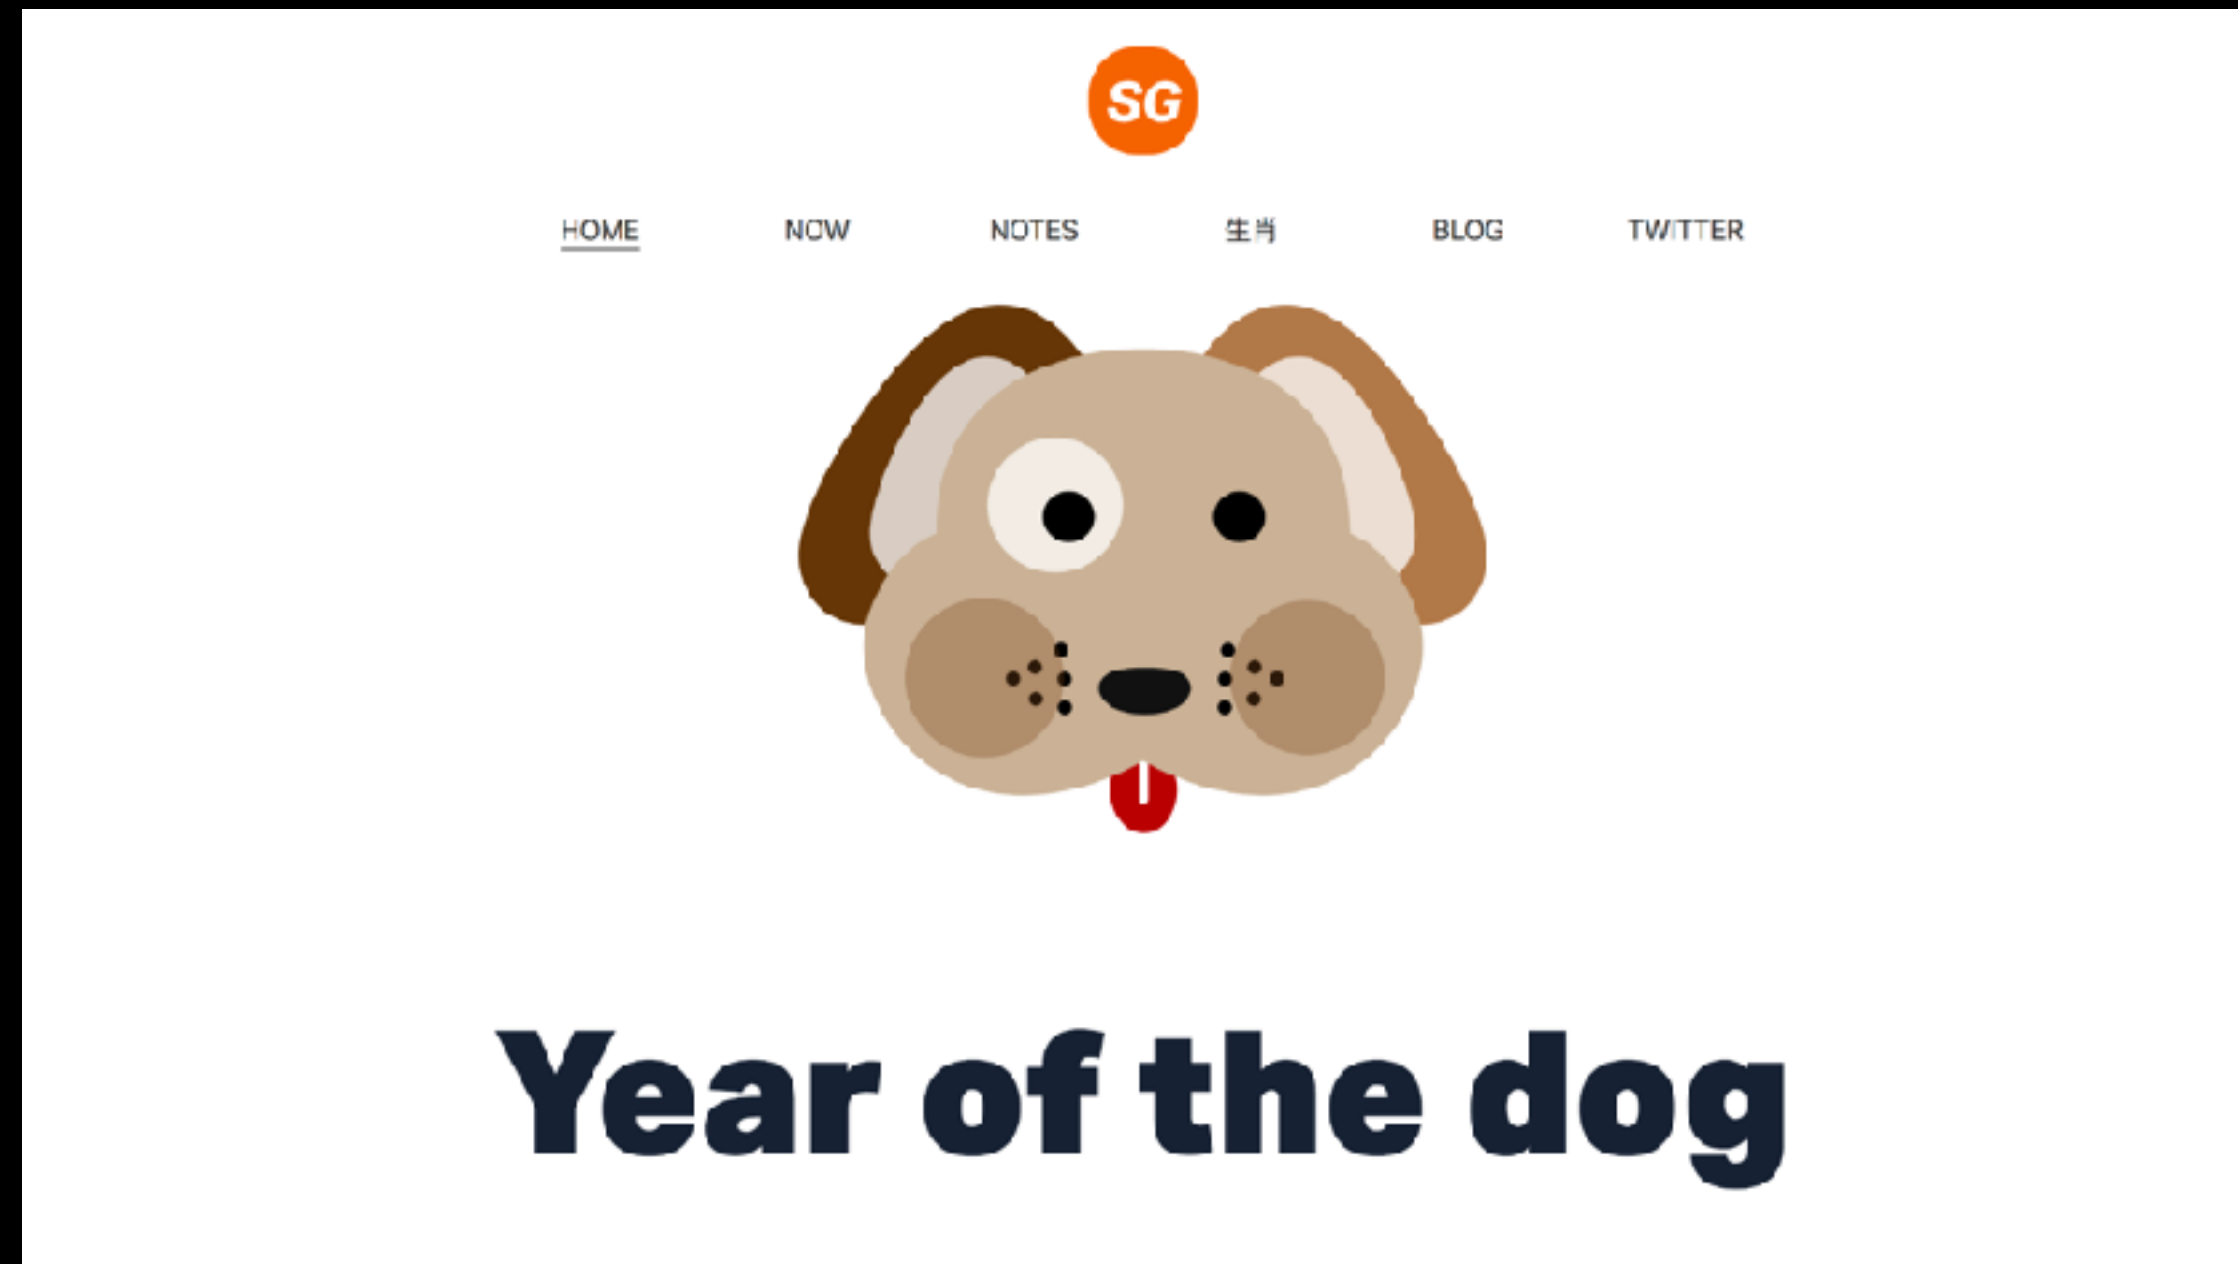 SG
HOME NOW NOTES 生肖 BLOG TWITTER
Year of the dog